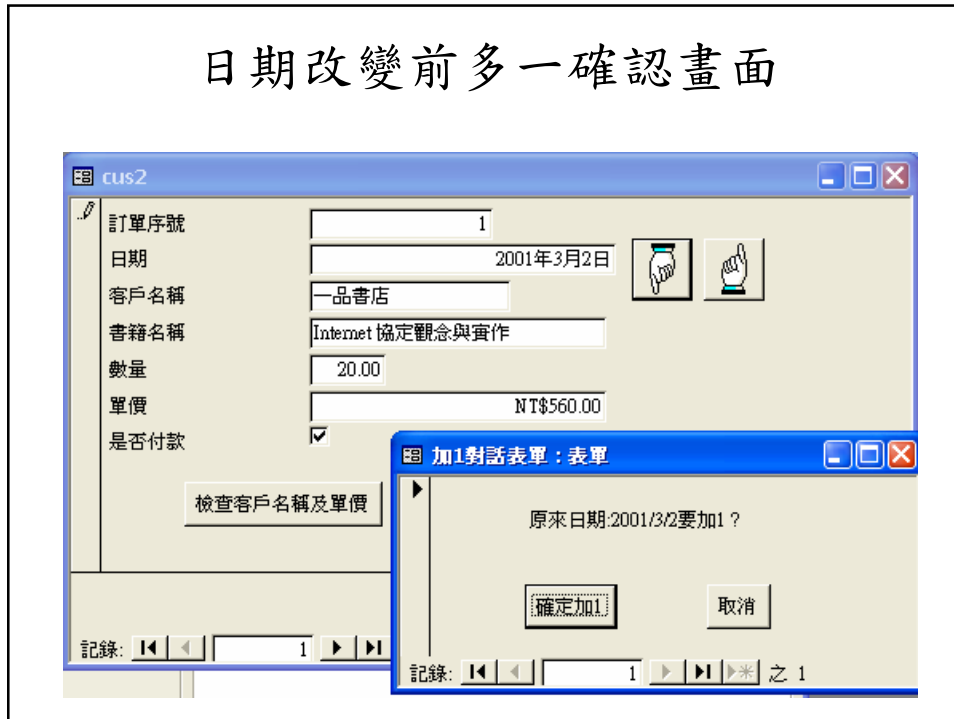 日期改變前多一確認畫面
cus2
訂單序號 1
日期 2001年3月2日
客戶名稱 一品書店
書籍名稱 Internet 協定觀念與實作
數量 20.00
單價 NT$560.00
是否付款
檢查客戶名稱及單價
記錄: 1
加1對話表單：表單
原來日期:2001/3/2要加1？
確定加1 取消
記錄: 1 之 1